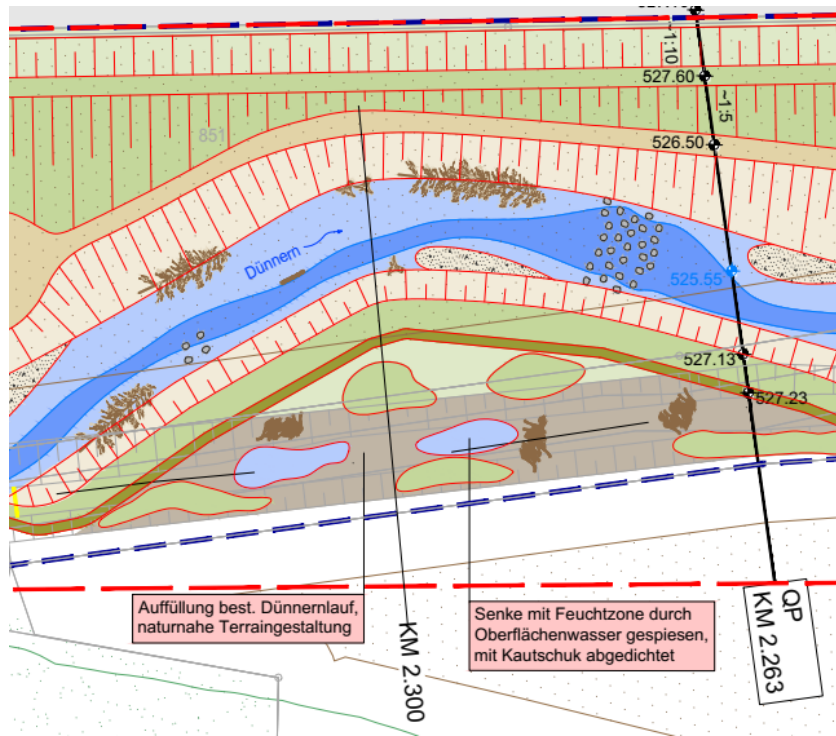 ~1:10
527.60
~1:5
851
526.50
Dünnern
525.55
527.13
527.23
Auffüllung best. Dünnernlauf,
naturnahe Terraingestaltung
Senke mit Feuchtzone durch
Oberflächenwasser gespiesen,
mit Kautschuk abgedichtet
KM 2.300
QP
KM 2.263